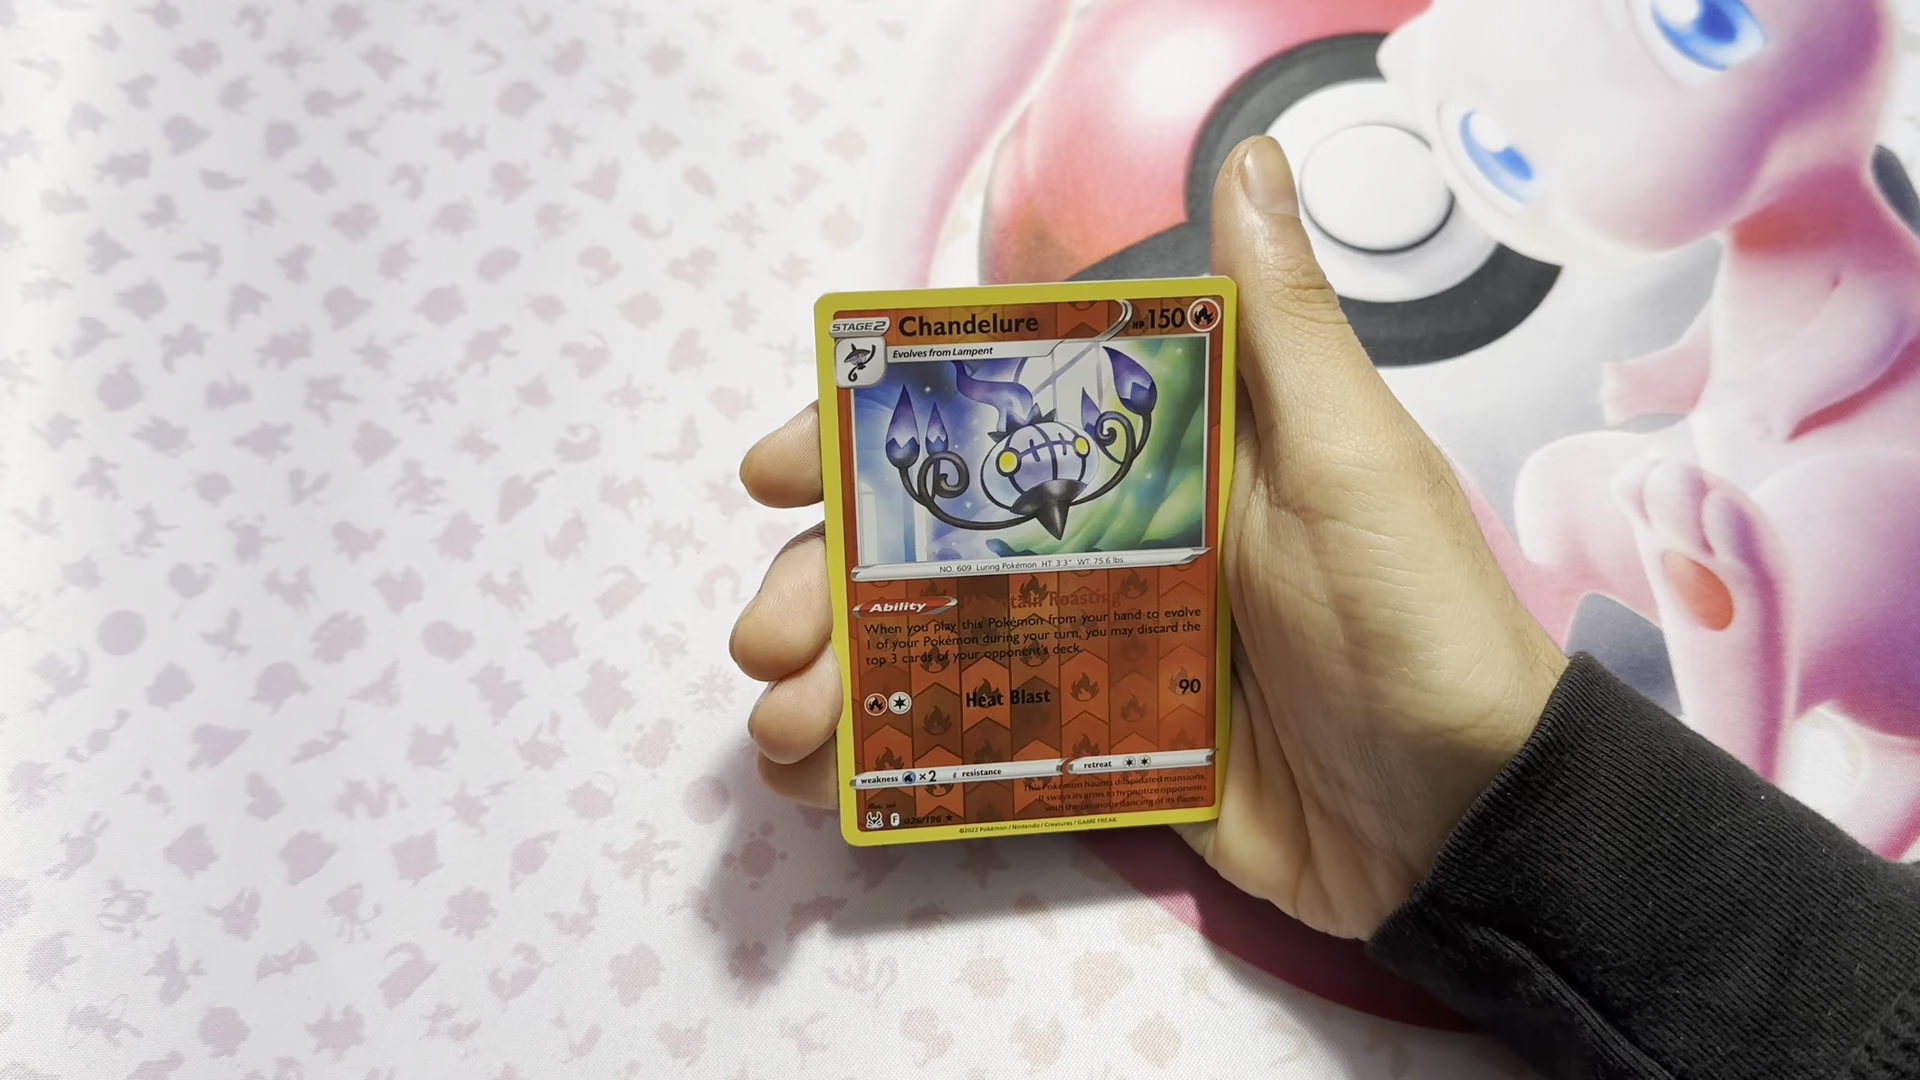 STAGE2 Chandelure HP 150
Evolves from Lampent
NO. 609 Luring Pokémon HT: 3'3" WT: 75.6 lbs.
Ability Roasting
When you play this Pokémon from your hand to evolve
1 of your Pokémon during your turn, you may discard the
top 3 cards of your opponent's deck.
Heat Blast 90
weakness ×2 resistance retreat
This Pokémon haunts dilapidated mansions.
It sways its arms to hypnotize opponents
with the ominous dancing of its flames.
F 026/196
©2022 Pokémon / Nintendo / Creatures / GAME FREAK